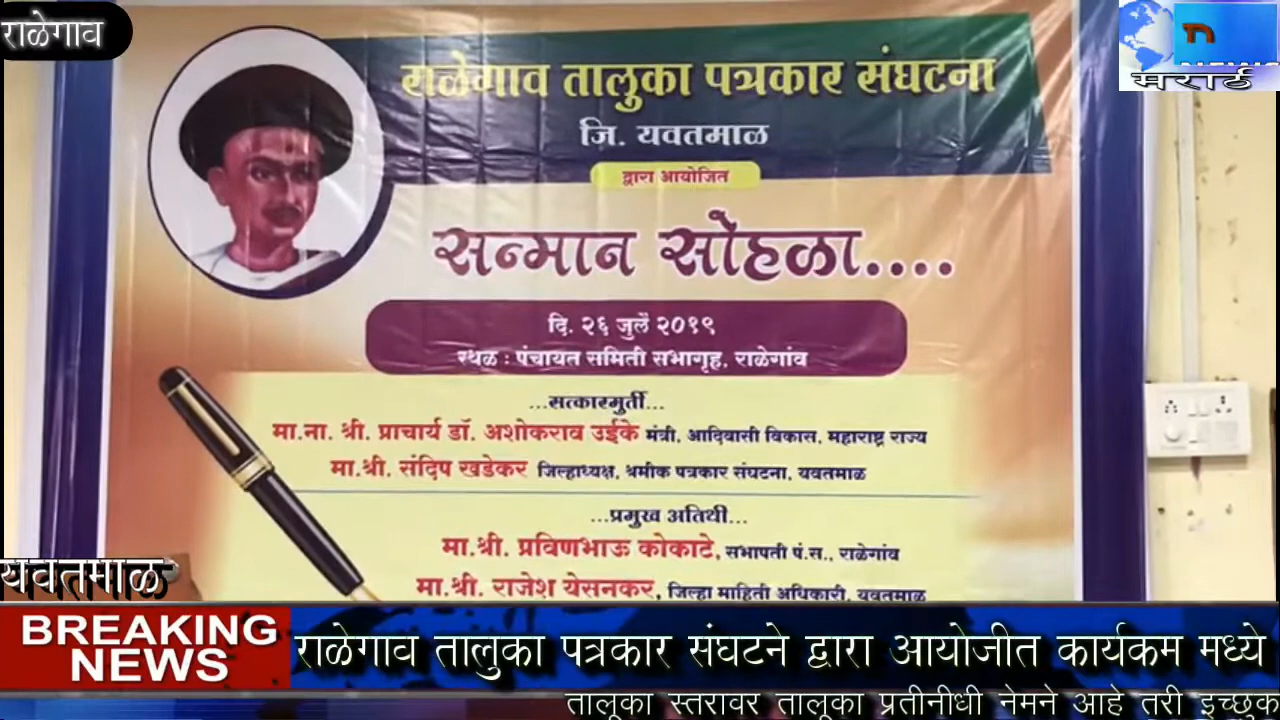 राळेगाव
n
NEWS
मराठ
राळेगाव तालुका पत्रकार संघटना
जि. यवतमाळ
द्वारा आयोजित
सन्मान सोहळा....
दि. २६ जुलै २०१९
स्थळ : पंचायत समिती सभागृह, राळेगांव
...सत्कारमुर्ती...
मा.ना. श्री. प्राचार्य डॉ. अशोकराव उईके मंत्री, आदिवासी विकास, महाराष्ट्र राज्य
मा.श्री. संदिप खडेकर जिल्हाध्यक्ष, श्रमीक पत्रकार संघटना, यवतमाळ
...प्रमुख अतिथी...
मा.श्री. प्रविणभाऊ कोकाटे, सभापती पं.स., राळेगांव
मा.श्री. राजेश येसनकर, जिल्हा माहिती अधिकारी, यवतमाळ
यवतमाळ
BREAKING NEWS
राळेगाव तालुका पत्रकार संघटने द्वारा आयोजीत कार्यकम मध्ये
तालूका स्तरावर तालूका प्रतीनीधी नेमने आहे तरी इच्छुक